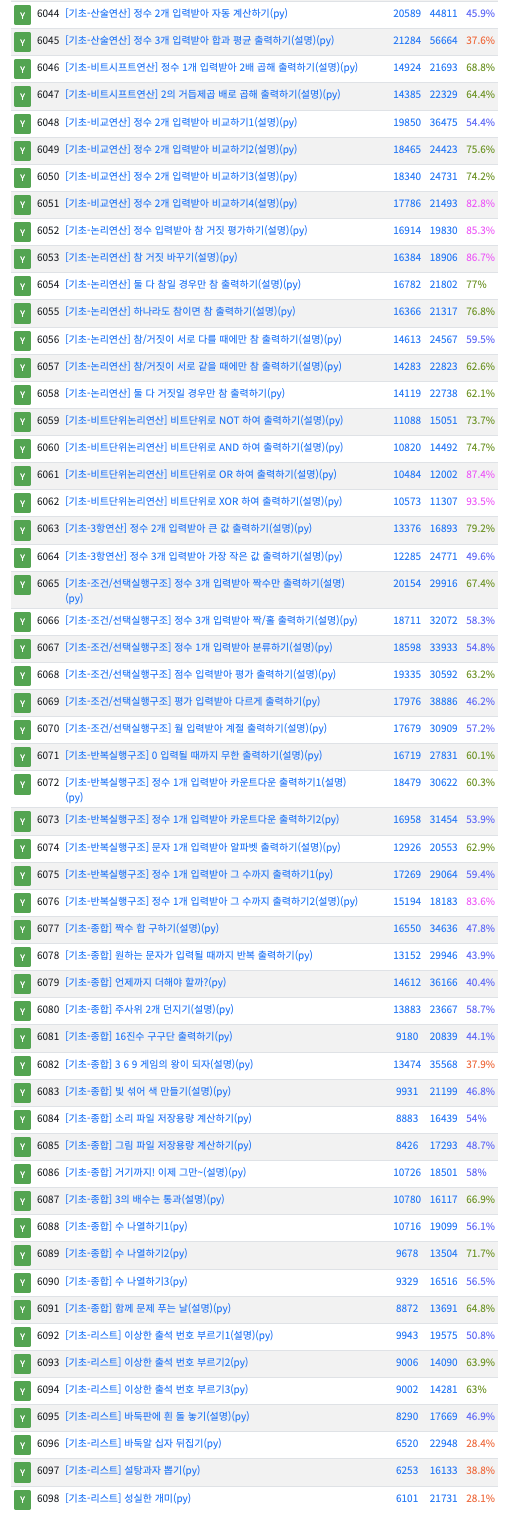 Y 6044 [기초-산술연산] 정수 2개 입력받아 자동 계산하기(py) 20589 44811 45.9%
Y 6045 [기초-산술연산] 정수 3개 입력받아 합과 평균 출력하기(설명)(py) 21284 56664 37.6%
Y 6046 [기초-비트시프트연산] 정수 1개 입력받아 2배 곱해 출력하기(설명)(py) 14924 21693 68.8%
Y 6047 [기초-비트시프트연산] 2의 거듭제곱 배로 곱해 출력하기(설명)(py) 14385 22329 64.4%
Y 6048 [기초-비교연산] 정수 2개 입력받아 비교하기1(설명)(py) 19850 36475 54.4%
Y 6049 [기초-비교연산] 정수 2개 입력받아 비교하기2(설명)(py) 18465 24423 75.6%
Y 6050 [기초-비교연산] 정수 2개 입력받아 비교하기3(설명)(py) 18340 24731 74.2%
Y 6051 [기초-비교연산] 정수 2개 입력받아 비교하기4(설명)(py) 17786 21493 82.8%
Y 6052 [기초-논리연산] 정수 입력받아 참 거짓 평가하기(설명)(py) 16914 19830 85.3%
Y 6053 [기초-논리연산] 참 거짓 바꾸기(설명)(py) 16384 18906 86.7%
Y 6054 [기초-논리연산] 둘 다 참일 경우만 참 출력하기(설명)(py) 16782 21802 77%
Y 6055 [기초-논리연산] 하나라도 참이면 참 출력하기(설명)(py) 16366 21317 76.8%
Y 6056 [기초-논리연산] 참/거짓이 서로 다를 때에만 참 출력하기(설명)(py) 14613 24567 59.5%
Y 6057 [기초-논리연산] 참/거짓이 서로 같을 때에만 참 출력하기(설명)(py) 14283 22823 62.6%
Y 6058 [기초-논리연산] 둘 다 거짓일 경우만 참 출력하기(py) 14119 22738 62.1%
Y 6059 [기초-비트단위논리연산] 비트단위로 NOT 하여 출력하기(설명)(py) 11088 15051 73.7%
Y 6060 [기초-비트단위논리연산] 비트단위로 AND 하여 출력하기(설명)(py) 10820 14492 74.7%
Y 6061 [기초-비트단위논리연산] 비트단위로 OR 하여 출력하기(설명)(py) 10484 12002 87.4%
Y 6062 [기초-비트단위논리연산] 비트단위로 XOR 하여 출력하기(설명)(py) 10573 11307 93.5%
Y 6063 [기초-3항연산] 정수 2개 입력받아 큰 값 출력하기(설명)(py) 13376 16893 79.2%
Y 6064 [기초-3항연산] 정수 3개 입력받아 가장 작은 값 출력하기(설명)(py) 12285 24771 49.6%
Y 6065 [기초-조건/선택실행구조] 정수 3개 입력받아 짝수만 출력하기(설명) 20154 29916 67.4%
(py)
Y 6066 [기초-조건/선택실행구조] 정수 3개 입력받아 짝/홀 출력하기(설명)(py) 18711 32072 58.3%
Y 6067 [기초-조건/선택실행구조] 정수 1개 입력받아 분류하기(설명)(py) 18598 33933 54.8%
Y 6068 [기초-조건/선택실행구조] 점수 입력받아 평가 출력하기(설명)(py) 19335 30592 63.2%
Y 6069 [기초-조건/선택실행구조] 평가 입력받아 다르게 출력하기(py) 17976 38886 46.2%
Y 6070 [기초-조건/선택실행구조] 월 입력받아 계절 출력하기(설명)(py) 17679 30909 57.2%
Y 6071 [기초-반복실행구조] 0 입력될 때까지 무한 출력하기(설명)(py) 16719 27831 60.1%
Y 6072 [기초-반복실행구조] 정수 1개 입력받아 카운트다운 출력하기1(설명) 18479 30622 60.3%
(py)
Y 6073 [기초-반복실행구조] 정수 1개 입력받아 카운트다운 출력하기2(py) 16958 31454 53.9%
Y 6074 [기초-반복실행구조] 문자 1개 입력받아 알파벳 출력하기(설명)(py) 12926 20553 62.9%
Y 6075 [기초-반복실행구조] 정수 1개 입력받아 그 수까지 출력하기1(py) 17269 29064 59.4%
Y 6076 [기초-반복실행구조] 정수 1개 입력받아 그 수까지 출력하기2(설명)(py) 15194 18183 83.6%
Y 6077 [기초-종합] 짝수 합 구하기(설명)(py) 16550 34636 47.8%
Y 6078 [기초-종합] 원하는 문자가 입력될 때까지 반복 출력하기(py) 13152 29946 43.9%
Y 6079 [기초-종합] 언제까지 더해야 할까?(py) 14612 36166 40.4%
Y 6080 [기초-종합] 주사위 2개 던지기(설명)(py) 13883 23667 58.7%
Y 6081 [기초-종합] 16진수 구구단 출력하기(py) 9180 20839 44.1%
Y 6082 [기초-종합] 3 6 9 게임의 왕이 되자(설명)(py) 13474 35568 37.9%
Y 6083 [기초-종합] 빛 섞어 색 만들기(설명)(py) 9931 21199 46.8%
Y 6084 [기초-종합] 소리 파일 저장용량 계산하기(py) 8883 16439 54%
Y 6085 [기초-종합] 그림 파일 저장용량 계산하기(py) 8426 17293 48.7%
Y 6086 [기초-종합] 거기까지! 이제 그만~(설명)(py) 10726 18501 58%
Y 6087 [기초-종합] 3의 배수는 통과(설명)(py) 10780 16117 66.9%
Y 6088 [기초-종합] 수 나열하기1(py) 10716 19099 56.1%
Y 6089 [기초-종합] 수 나열하기2(py) 9678 13504 71.7%
Y 6090 [기초-종합] 수 나열하기3(py) 9329 16516 56.5%
Y 6091 [기초-종합] 함께 문제 푸는 날(설명)(py) 8872 13691 64.8%
Y 6092 [기초-리스트] 이상한 출석 번호 부르기1(설명)(py) 9943 19575 50.8%
Y 6093 [기초-리스트] 이상한 출석 번호 부르기2(py) 9006 14090 63.9%
Y 6094 [기초-리스트] 이상한 출석 번호 부르기3(py) 9002 14281 63%
Y 6095 [기초-리스트] 바둑판에 흰 돌 놓기(설명)(py) 8290 17669 46.9%
Y 6096 [기초-리스트] 바둑알 십자 뒤집기(py) 6520 22948 28.4%
Y 6097 [기초-리스트] 설탕과자 뽑기(py) 6253 16133 38.8%
Y 6098 [기초-리스트] 성실한 개미(py) 6101 21731 28.1%